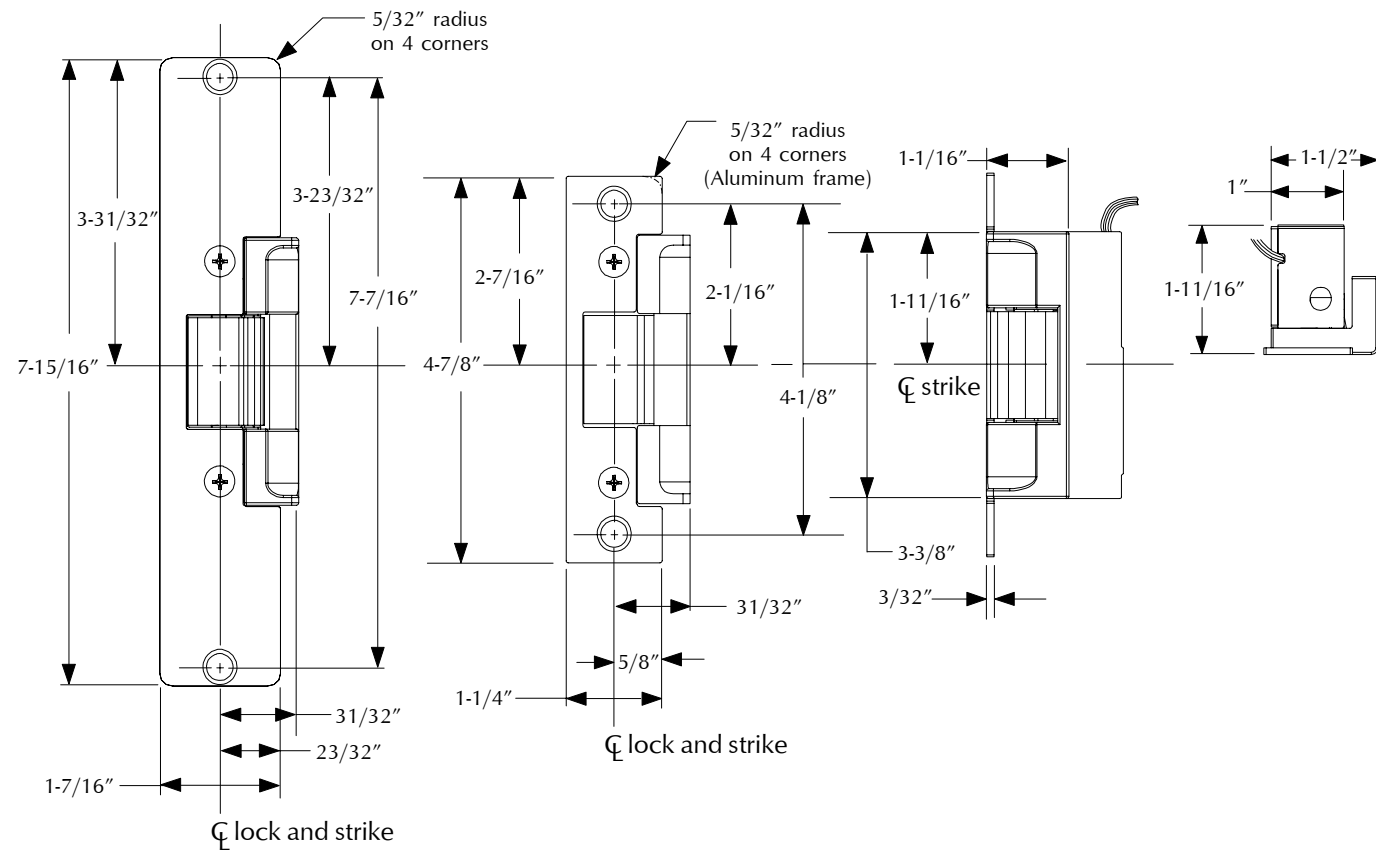 5/32″ radius
on 4 corners
3-31/32″
3-23/32″
7-7/16″
7-15/16″
31/32″
23/32″
1-7/16″
℄ lock and strike
5/32″ radius
on 4 corners
(Aluminum frame)
2-7/16″
2-1/16″
4-7/8″
4-1/8″
31/32″
5/8″
1-1/4″
℄ lock and strike
1-1/16″
1-11/16″
℄ strike
3-3/8″
3/32″
1-1/2″
1″
1-11/16″